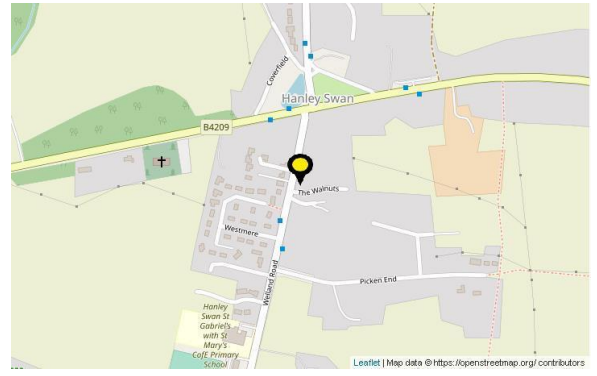 Coverfield
Hanley Swan
B4209
The Walnuts
Westmere
Welland Road
Picken End
Hanley
Swan St
Gabriel's
with St
Mary's
CofE Primary
School
Leaflet | Map data © https://openstreetmap.org/ contributors